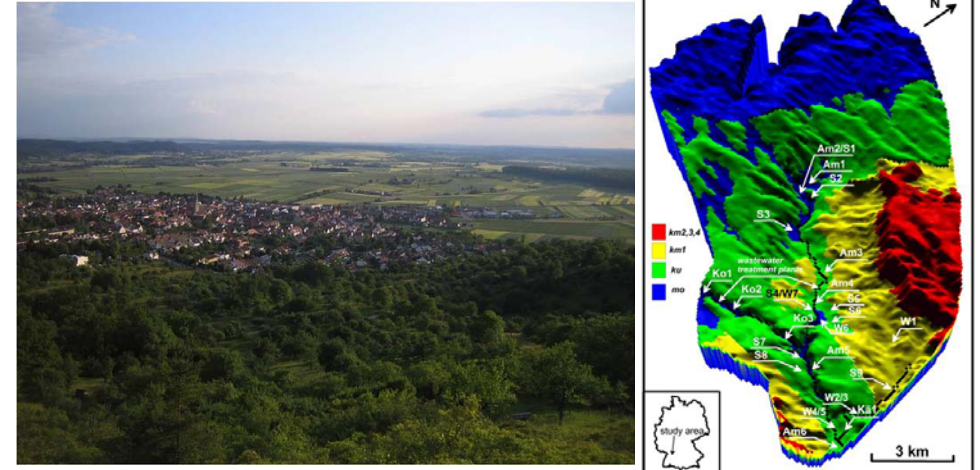 N
Am2/S1
Am1
S2
S3
km2,3,4
km1
ku
mo
wastewater
treatment plants
Am3
Ko1
Ko2
Am4
S4/W7
S5
S6
Ko3
W6
W1
S7
S8
Am5
S9
W2/3
W4/5
Kä1
Am6
study area
3 km